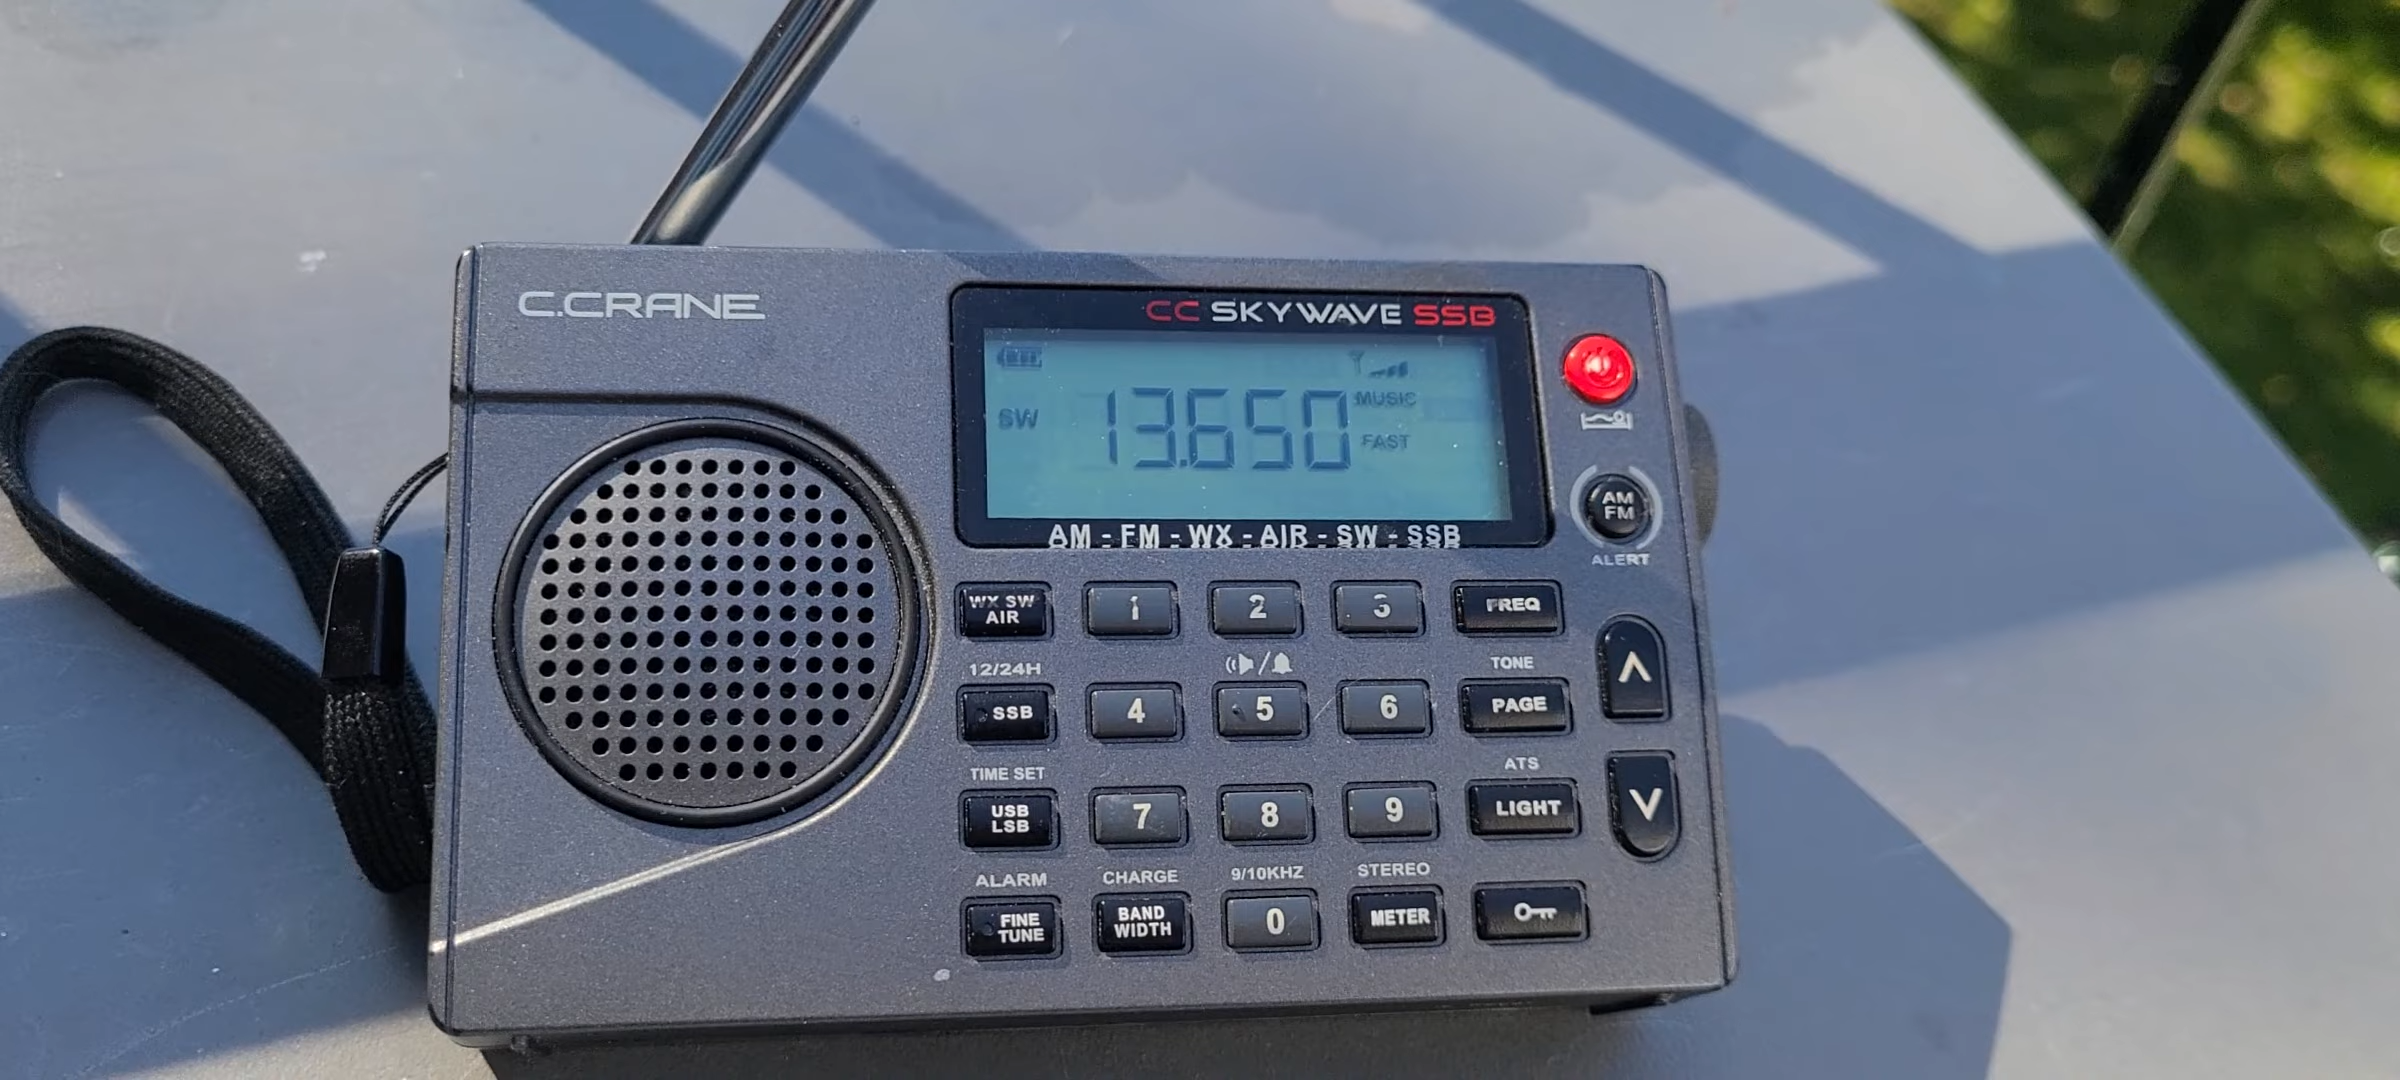 C.CRANE
CC SKYWAVE SSB
SW 13.650 MUSIC
FAST
AM - FM - WX - AIR - SW - SSB
AM
FM
ALERT
WX SW
AIR
1
2
3
FREQ
12/24H
TONE
SSB
4
5
6
PAGE
TIME SET
ATS
USB
LSB
7
8
9
LIGHT
ALARM
CHARGE
9/10KHZ
STEREO
FINE
TUNE
BAND
WIDTH
0
METER